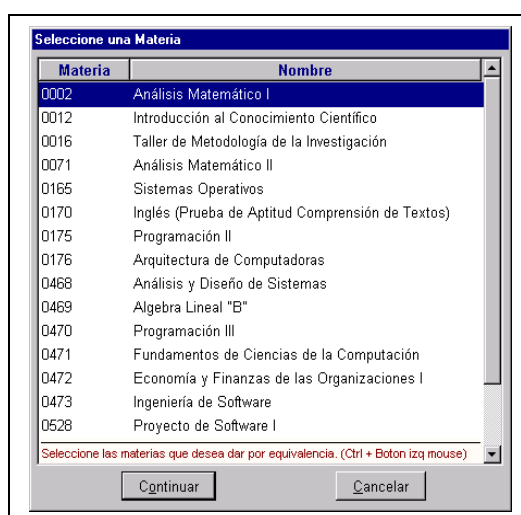 Seleccione una Materia
Materia Nombre
0002 Análisis Matemático I
0012 Introducción al Conocimiento Científico
0016 Taller de Metodología de la Investigación
0071 Análisis Matemático II
0165 Sistemas Operativos
0170 Inglés (Prueba de Aptitud Comprensión de Textos)
0175 Programación II
0176 Arquitectura de Computadoras
0468 Análisis y Diseño de Sistemas
0469 Algebra Lineal "B"
0470 Programación III
0471 Fundamentos de Ciencias de la Computación
0472 Economía y Finanzas de las Organizaciones I
0473 Ingeniería de Software
0528 Proyecto de Software I
Seleccione las materias que desea dar por equivalencia. (Ctrl + Boton izq mouse)
Continuar Cancelar